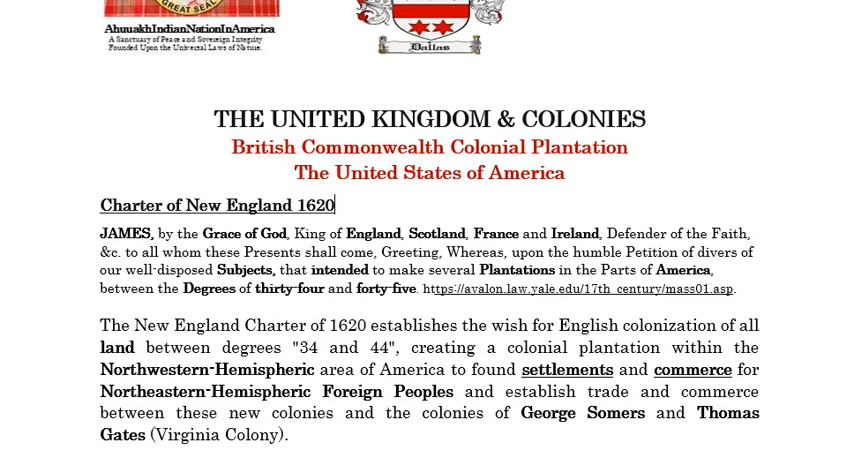 GREAT SEAL
AhuuakhIndianNationInAmerica
A Sanctuary of Peace and Sovereign Integrity
Founded Upon the Universal Laws of Nature.
Dallas
THE UNITED KINGDOM & COLONIES
British Commonwealth Colonial Plantation
The United States of America
Charter of New England 1620
JAMES, by the Grace of God, King of England, Scotland, France and Ireland, Defender of the Faith,
&c. to all whom these Presents shall come, Greeting, Whereas, upon the humble Petition of divers of
our well-disposed Subjects, that intended to make several Plantations in the Parts of America,
between the Degrees of thirty-four and forty-five. https://avalon.law.yale.edu/17th_century/mass01.asp.
The New England Charter of 1620 establishes the wish for English colonization of all
land between degrees "34 and 44", creating a colonial plantation within the
Northwestern-Hemispheric area of America to found settlements and commerce for
Northeastern-Hemispheric Foreign Peoples and establish trade and commerce
between these new colonies and the colonies of George Somers and Thomas
Gates (Virginia Colony).